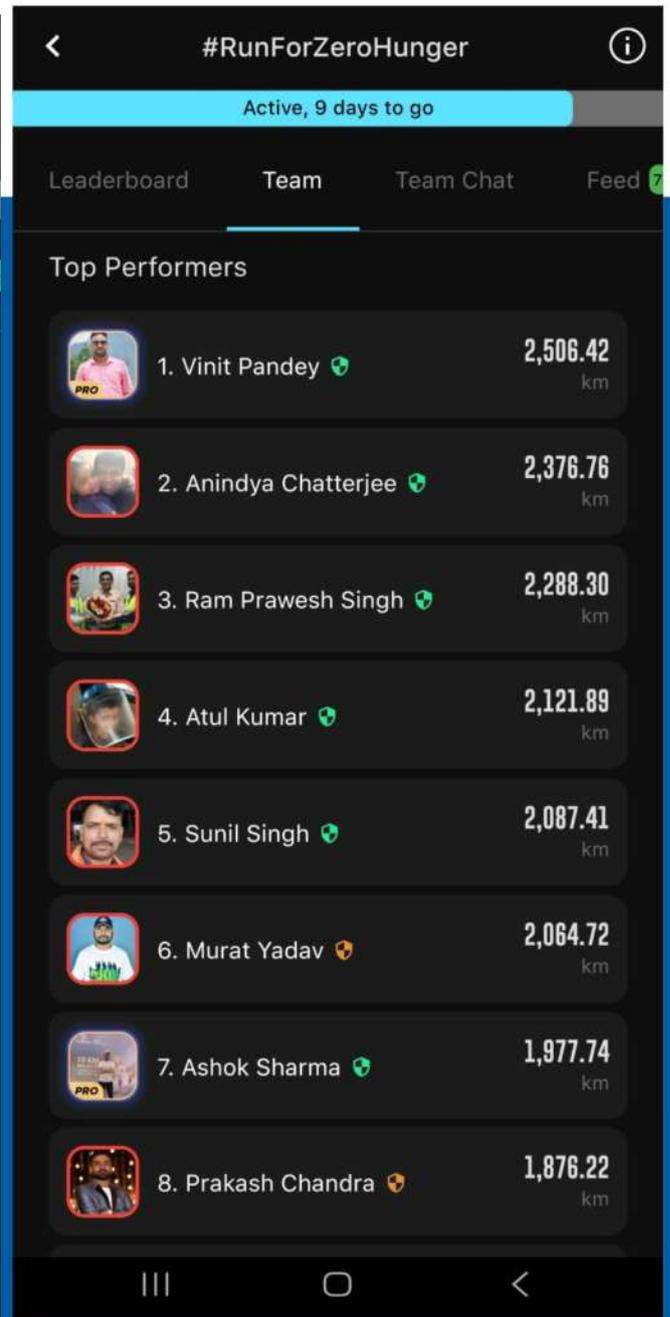 #RunForZeroHunger
Active, 9 days to go
Leaderboard Team Team Chat Feed 7
Top Performers
PRO
1. Vinit Pandey 2,506.42
km
2. Anindya Chatterjee 2,376.76
km
3. Ram Prawesh Singh 2,288.30
km
4. Atul Kumar 2,121.89
km
5. Sunil Singh 2,087.41
km
6. Murat Yadav 2,064.72
km
PRO
7. Ashok Sharma 1,977.74
km
8. Prakash Chandra 1,876.22
km